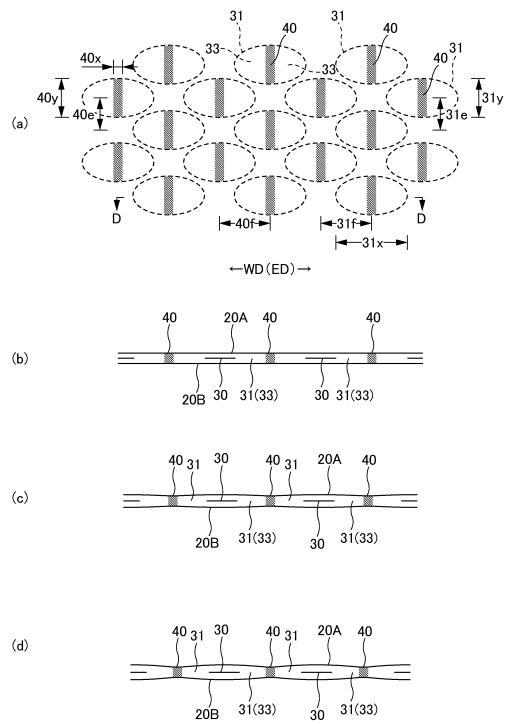 31 31 40 31
40x 33 40 33 40 31
40y 40e 31e 31y
(a)
D 40f 31f D
31x
←WD(ED)→
40 20A 40 40
(b)
20B 30 31(33) 30 31(33)
40 31 30 40 31 20A 40
(c)
20B 31(33) 30 31(33)
40 31 30 40 31 20A 40
(d)
20B 31(33) 30 31(33)